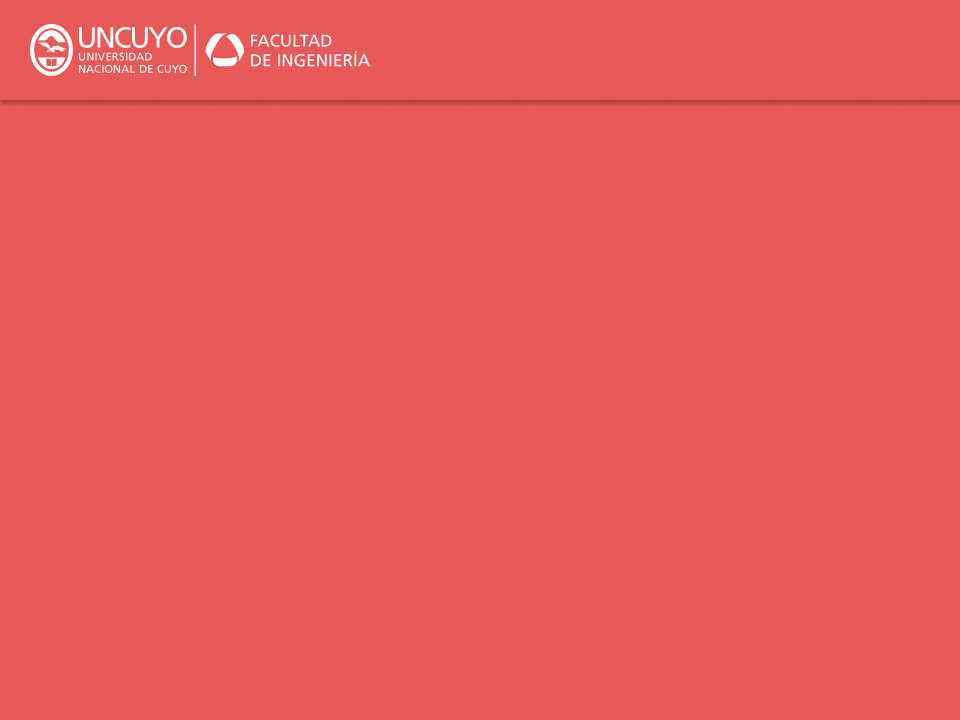 UNCUYO
UNIVERSIDAD
NACIONAL DE CUYO
FACULTAD
DE INGENIERÍA